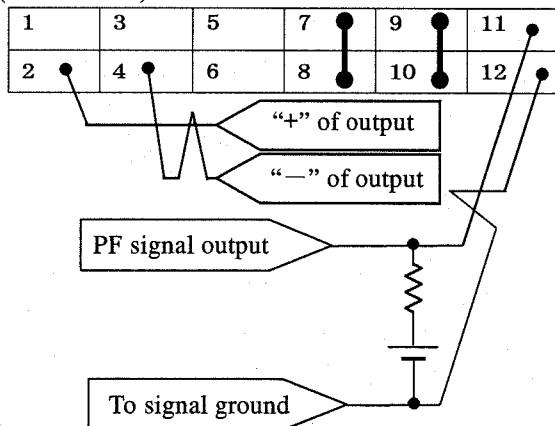 1 3 5 7 9 11
2 4 6 8 10 12
“+” of output
“—” of output
PF signal output
To signal ground